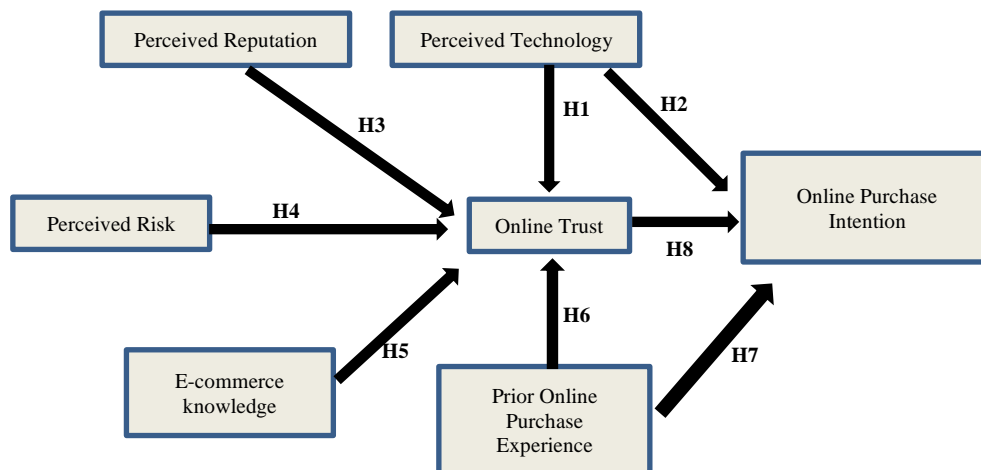 Perceived Reputation
Perceived Technology
H1
H2
H3
Online Purchase
Intention
H4
Perceived Risk
Online Trust
H8
H6
H5
H7
E-commerce
knowledge
Prior Online
Purchase
Experience